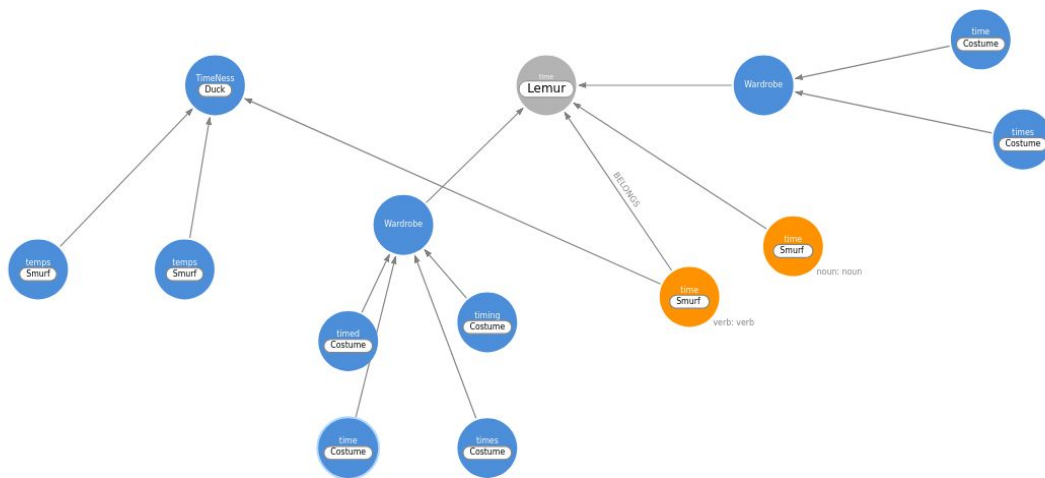 time
Costume
TimeNess
Duck
time
Lemur
Wardrobe
times
Costume
BELONGS
Wardrobe
time
Smurf
noun: noun
temps
Smurf
temps
Smurf
time
Smurf
verb: verb
timing
Costume
timed
Costume
time
Costume
times
Costume